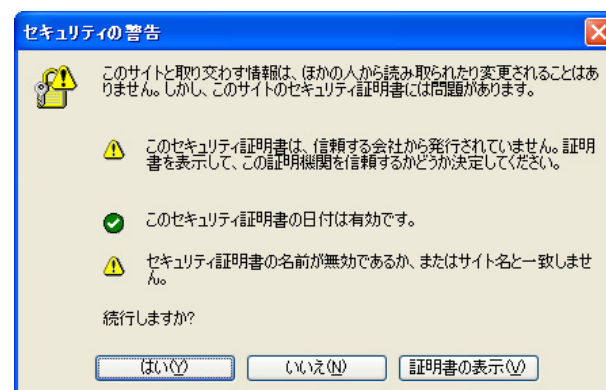 セキュリティの警告
このサイトと取り交わす情報は、ほかの人から読み取られたり変更されることはあ
りません。しかし、このサイトのセキュリティ証明書には問題があります。
このセキュリティ証明書は、信頼する会社から発行されていません。証明
書を表示して、この証明機関を信頼するかどうか決定してください。
このセキュリティ証明書の日付は有効です。
セキュリティ証明書の名前が無効であるか、またはサイト名と一致しませ
ん。
続行しますか?
はい(Y) いいえ(N) 証明書の表示(V)